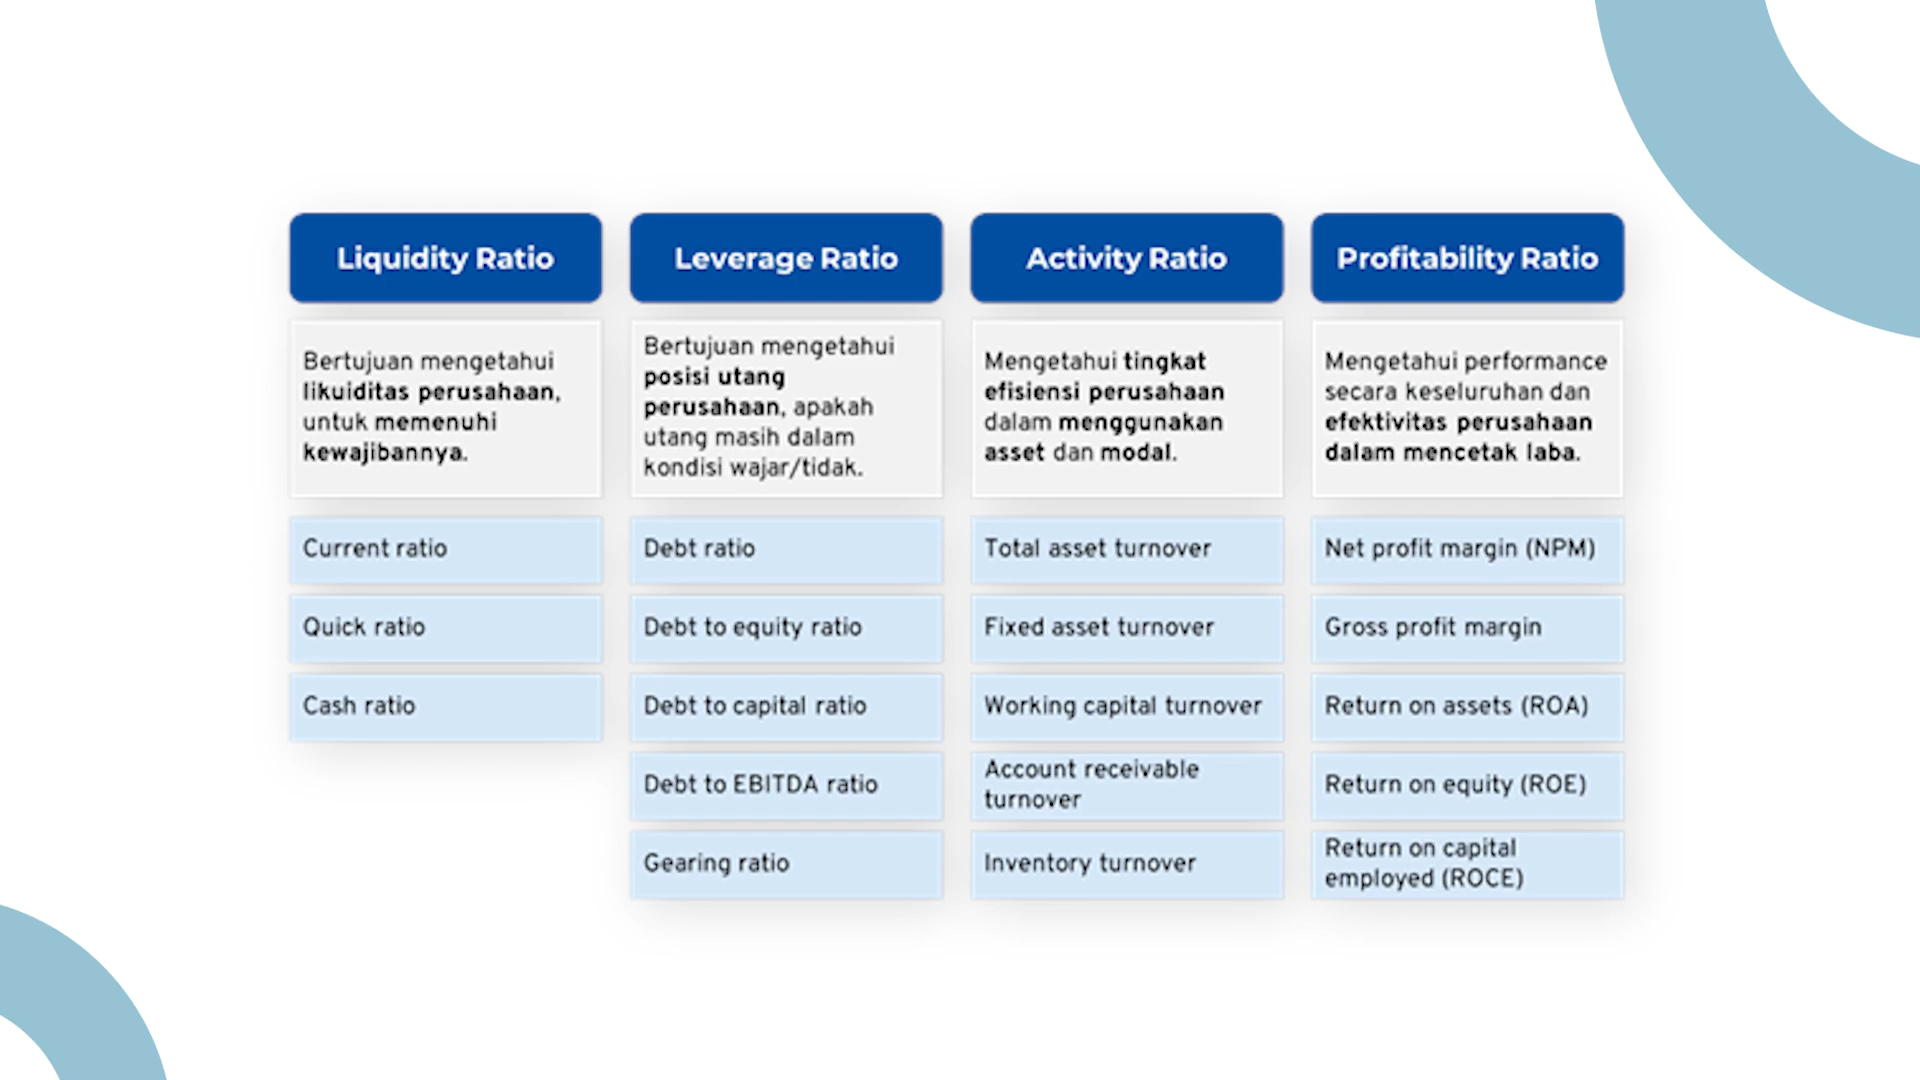 Liquidity Ratio
Bertujuan mengetahui
likuiditas perusahaan,
untuk memenuhi
kewajibannya.
Current ratio
Quick ratio
Cash ratio
Leverage Ratio
Bertujuan mengetahui
posisi utang
perusahaan, apakah
utang masih dalam
kondisi wajar/tidak.
Debt ratio
Debt to equity ratio
Debt to capital ratio
Debt to EBITDA ratio
Gearing ratio
Activity Ratio
Mengetahui tingkat
efisiensi perusahaan
dalam menggunakan
asset dan modal.
Total asset turnover
Fixed asset turnover
Working capital turnover
Account receivable
turnover
Inventory turnover
Profitability Ratio
Mengetahui performance
secara keseluruhan dan
efektivitas perusahaan
dalam mencetak laba.
Net profit margin (NPM)
Gross profit margin
Return on assets (ROA)
Return on equity (ROE)
Return on capital
employed (ROCE)